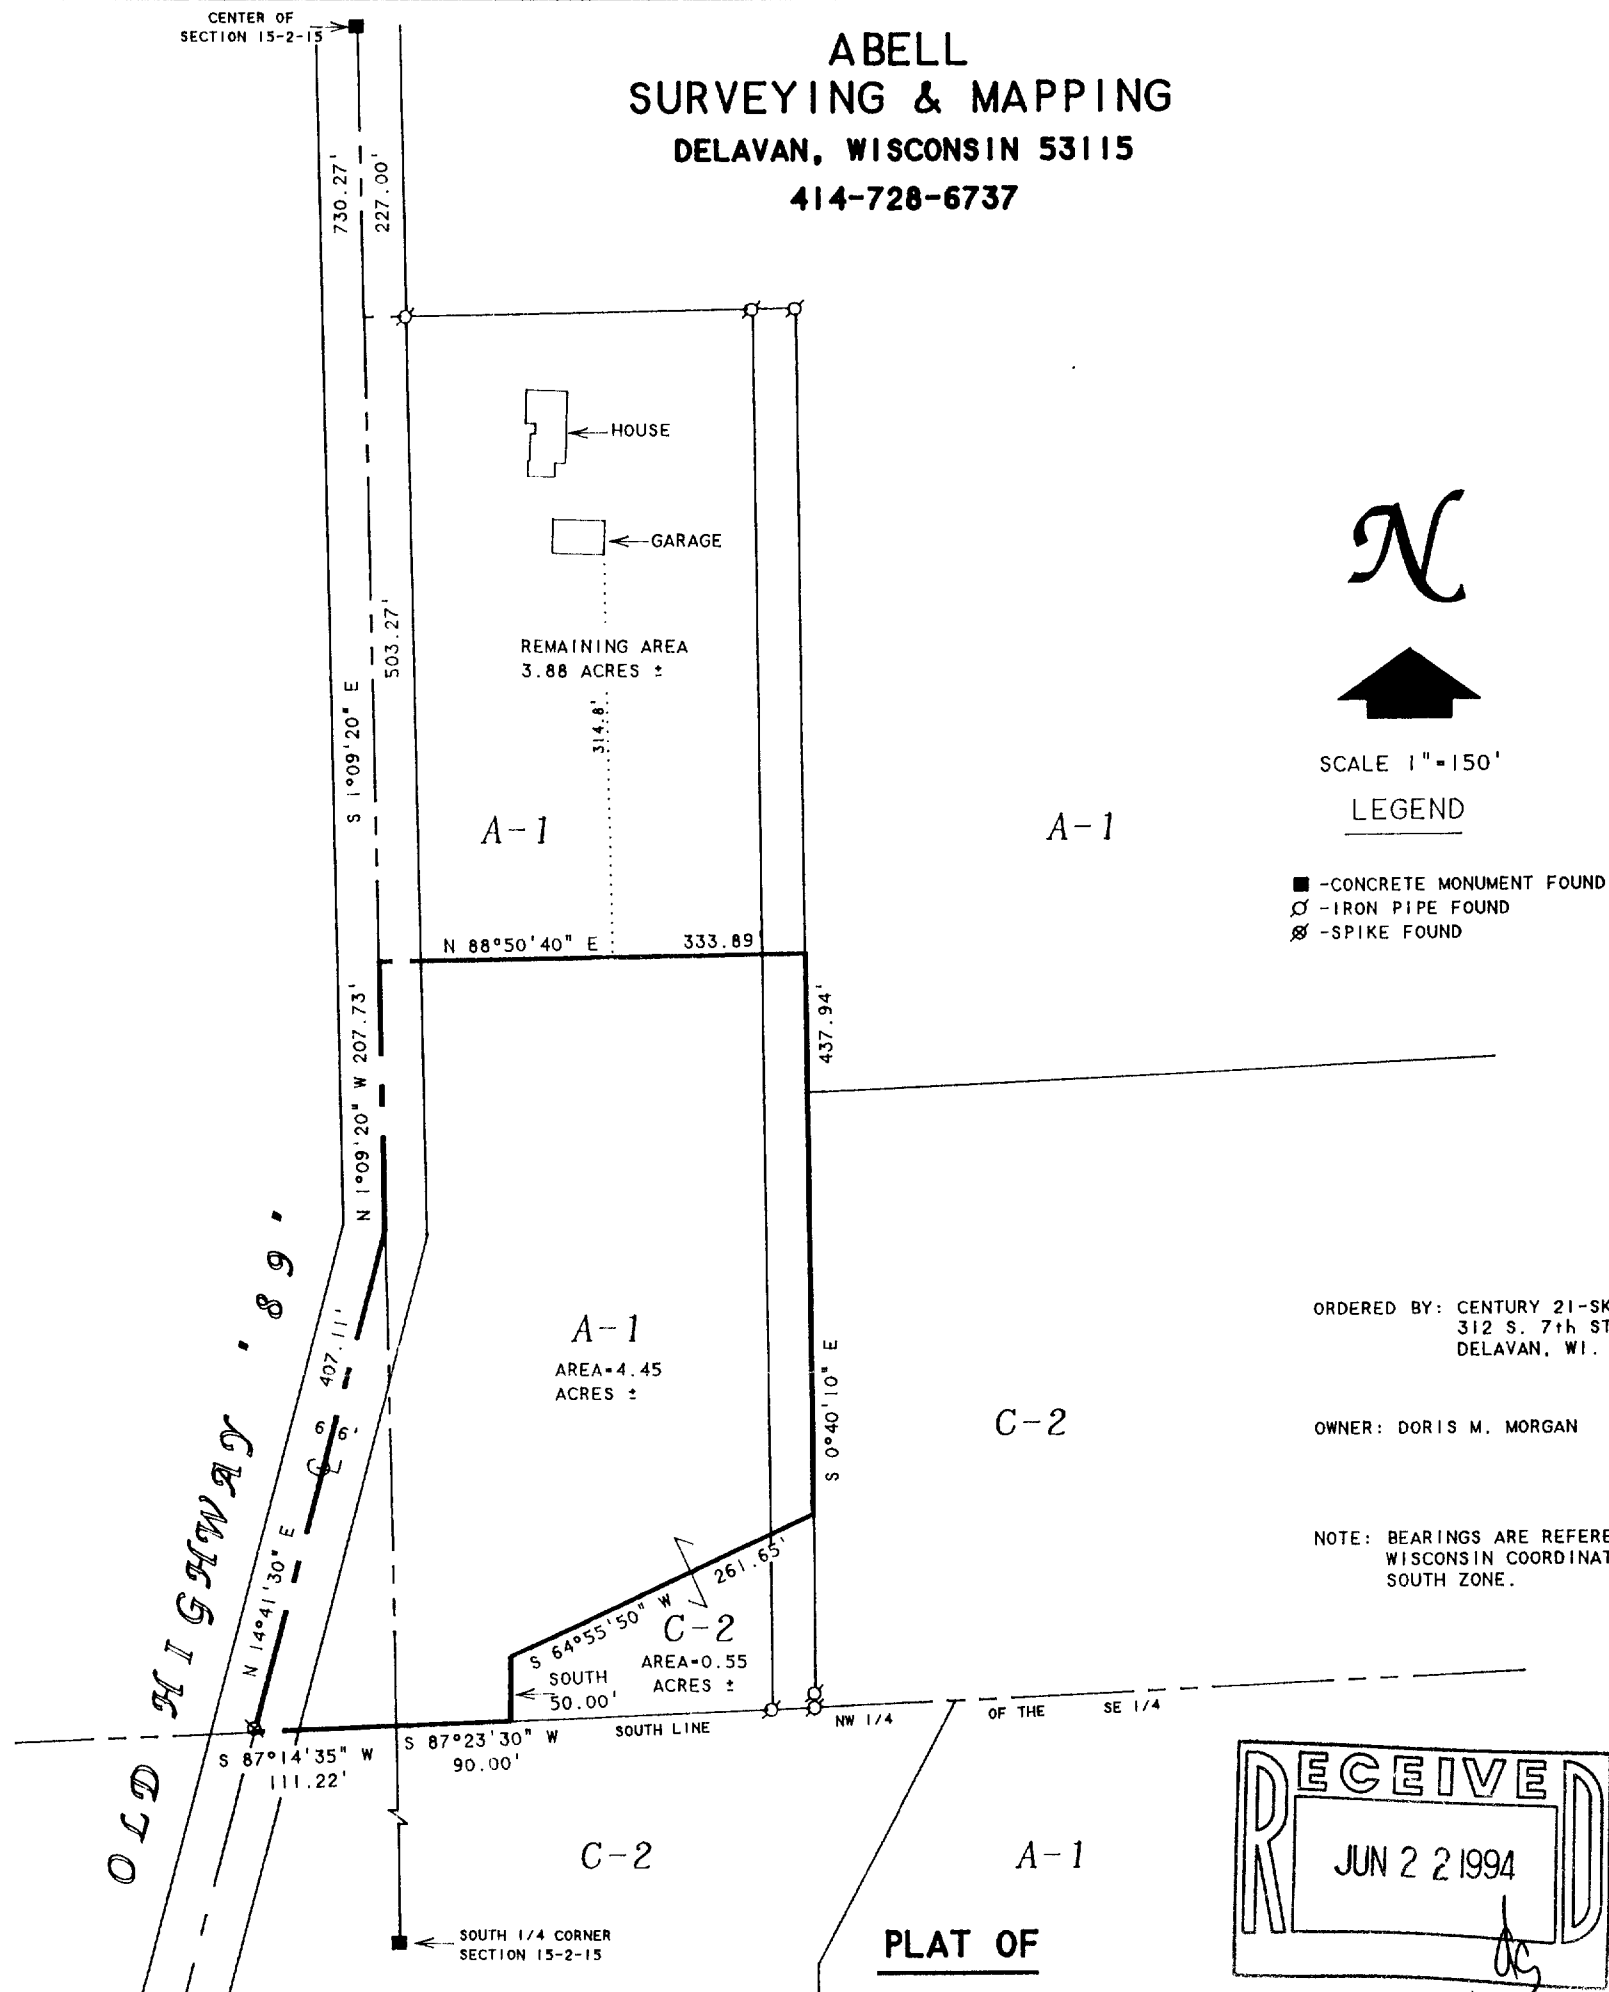 CENTER OF
SECTION 15-2-15
ABELL
SURVEYING & MAPPING
DELAVAN, WISCONSIN 53115
414-728-6737
730.27'
227.00'
HOUSE
GARAGE
REMAINING AREA
3.88 ACRES ±
314.8'
503.27'
S 1°09'20" E
N
SCALE 1"=150'
LEGEND
-CONCRETE MONUMENT FOUND
-IRON PIPE FOUND
-SPIKE FOUND
A-1
A-1
N 88°50'40" E 333.89
N 1°09'20" W 207.73'
437.94'
S 0°40'10" E
OLD HIGHWAY "89"
407.11'
66'
N 14°41'30" E
A-1
AREA=4.45
ACRES ±
C-2
ORDERED BY: CENTURY 21-SK
312 S. 7th ST
DELAVAN, WI.
OWNER: DORIS M. MORGAN
NOTE: BEARINGS ARE REFERE
WISCONSIN COORDINAT
SOUTH ZONE.
S 64°55'50" W 261.65'
C-2
AREA=0.55
ACRES ±
SOUTH
50.00'
SOUTH LINE NW 1/4 OF THE SE 1/4
S 87°14'35" W
111.22'
S 87°23'30" W
90.00'
C-2
A-1
SOUTH 1/4 CORNER
SECTION 15-2-15
PLAT OF
RECEIVED
JUN 22 1994